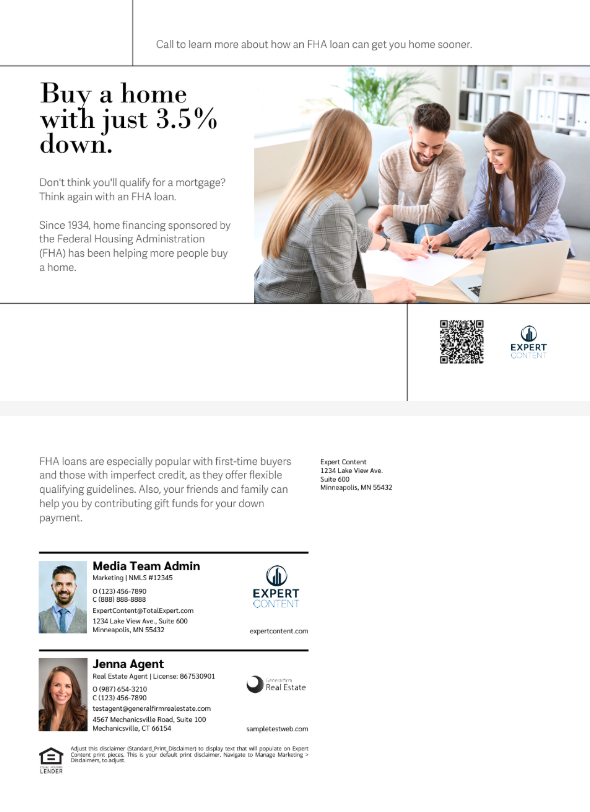 Call to learn more about how an FHA loan can get you home sooner.
Buy a home
with just 3.5%
down.
Don't think you'll qualify for a mortgage?
Think again with an FHA loan.
Since 1934, home financing sponsored by
the Federal Housing Administration
(FHA) has been helping more people buy
a home.
EXPERT
CONTENT
FHA loans are especially popular with first-time buyers
and those with imperfect credit, as they offer flexible
qualifying guidelines. Also, your friends and family can
help you by contributing gift funds for your down
payment.
Expert Content
1234 Lake View Ave.
Suite 600
Minneapolis, MN 55432
Media Team Admin
Marketing | NMLS #12345
O (123) 456-7890
C (888) 888-8888
ExpertContent@TotalExpert.com
1234 Lake View Ave., Suite 600
Minneapolis, MN 55432
EXPERT
CONTENT
expertcontent.com
Jenna Agent
Real Estate Agent | License: 867530901
O (987) 654-3210
C (123) 456-7890
testagent@generalfirmrealestate.com
4567 Mechanicsville Road, Suite 100
Mechanicsville, CT 66154
General Firm
Real Estate
sampletestweb.com
Adjust this disclaimer (Standard_Print_Disclaimer) to display text that will populate on Expert
Content print pieces. This is your default print disclaimer. Navigate to Manage Marketing >
Disclaimers, to adjust.
LENDER